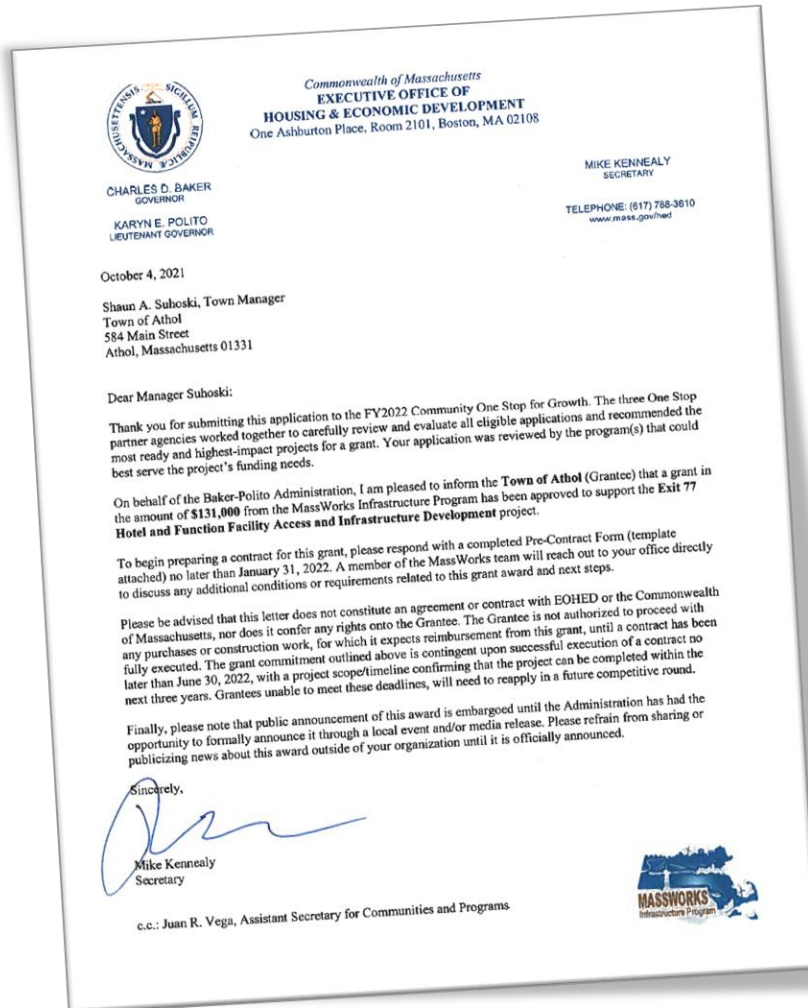 SIGILLUM REIPUBLICÆ MASSACHUSETTENSIS
Commonwealth of Massachusetts
EXECUTIVE OFFICE OF
HOUSING & ECONOMIC DEVELOPMENT
One Ashburton Place, Room 2101, Boston, MA 02108
CHARLES D. BAKER
GOVERNOR
KARYN E. POLITO
LIEUTENANT GOVERNOR
MIKE KENNEALY
SECRETARY
TELEPHONE: (617) 788-3610
www.mass.gov/hed
October 4, 2021
Shaun A. Suhoski, Town Manager
Town of Athol
584 Main Street
Athol, Massachusetts 01331
Dear Manager Suhoski:
Thank you for submitting this application to the FY2022 Community One Stop for Growth. The three One Stop
partner agencies worked together to carefully review and evaluate all eligible applications and recommended the
most ready and highest-impact projects for a grant. Your application was reviewed by the program(s) that could
best serve the project's funding needs.
On behalf of the Baker-Polito Administration, I am pleased to inform the Town of Athol (Grantee) that a grant in
the amount of $131,000 from the MassWorks Infrastructure Program has been approved to support the Exit 77
Hotel and Function Facility Access and Infrastructure Development project.
To begin preparing a contract for this grant, please respond with a completed Pre-Contract Form (template
attached) no later than January 31, 2022. A member of the MassWorks team will reach out to your office directly
to discuss any additional conditions or requirements related to this grant award and next steps.
Please be advised that this letter does not constitute an agreement or contract with EOHED or the Commonwealth
of Massachusetts, nor does it confer any rights onto the Grantee. The Grantee is not authorized to proceed with
any purchases or construction work, for which it expects reimbursement from this grant, until a contract has been
fully executed. The grant commitment outlined above is contingent upon successful execution of a contract no
later than June 30, 2022, with a project scope/timeline confirming that the project can be completed within the
next three years. Grantees unable to meet these deadlines, will need to reapply in a future competitive round.
Finally, please note that public announcement of this award is embargoed until the Administration has had the
opportunity to formally announce it through a local event and/or media release. Please refrain from sharing or
publicizing news about this award outside of your organization until it is officially announced.
Sincerely,
Mike Kennealy
Secretary
c.c.: Juan R. Vega, Assistant Secretary for Communities and Programs
MASSWORKS
Infrastructure Program